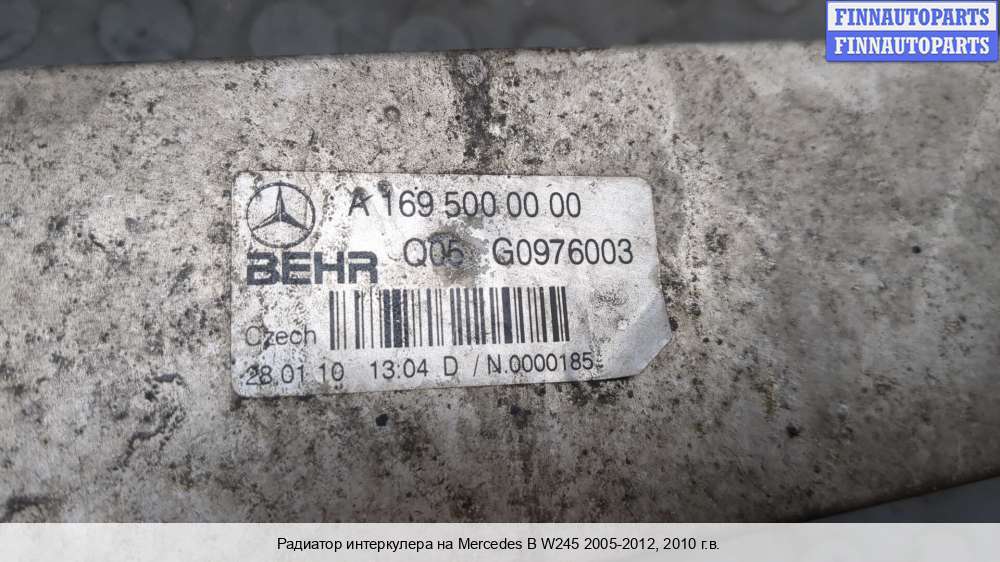 FINNAUTOPARTS
FINNAUTOPARTS
A 169 500 00 00
BEHR Q05 G0976003
Czech
28.01.10 13:04 D / N.0000185
Радиатор интеркулера на Mercedes B W245 2005-2012, 2010 г.в.